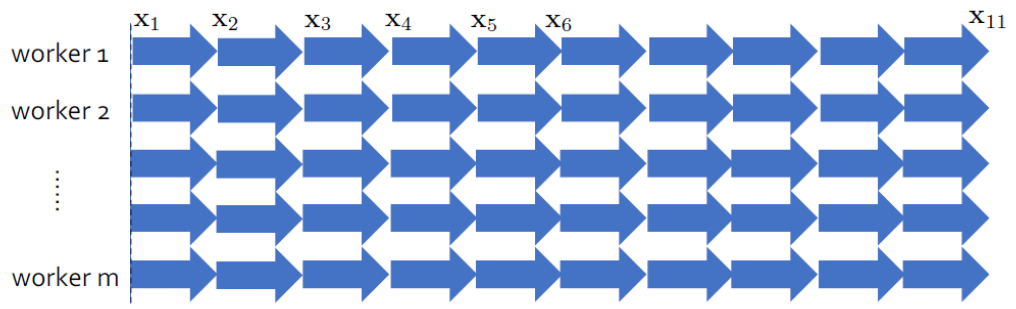 x₁ x₂ x₃ x₄ x₅ x₆ x₁₁
worker 1
worker 2
......
worker m